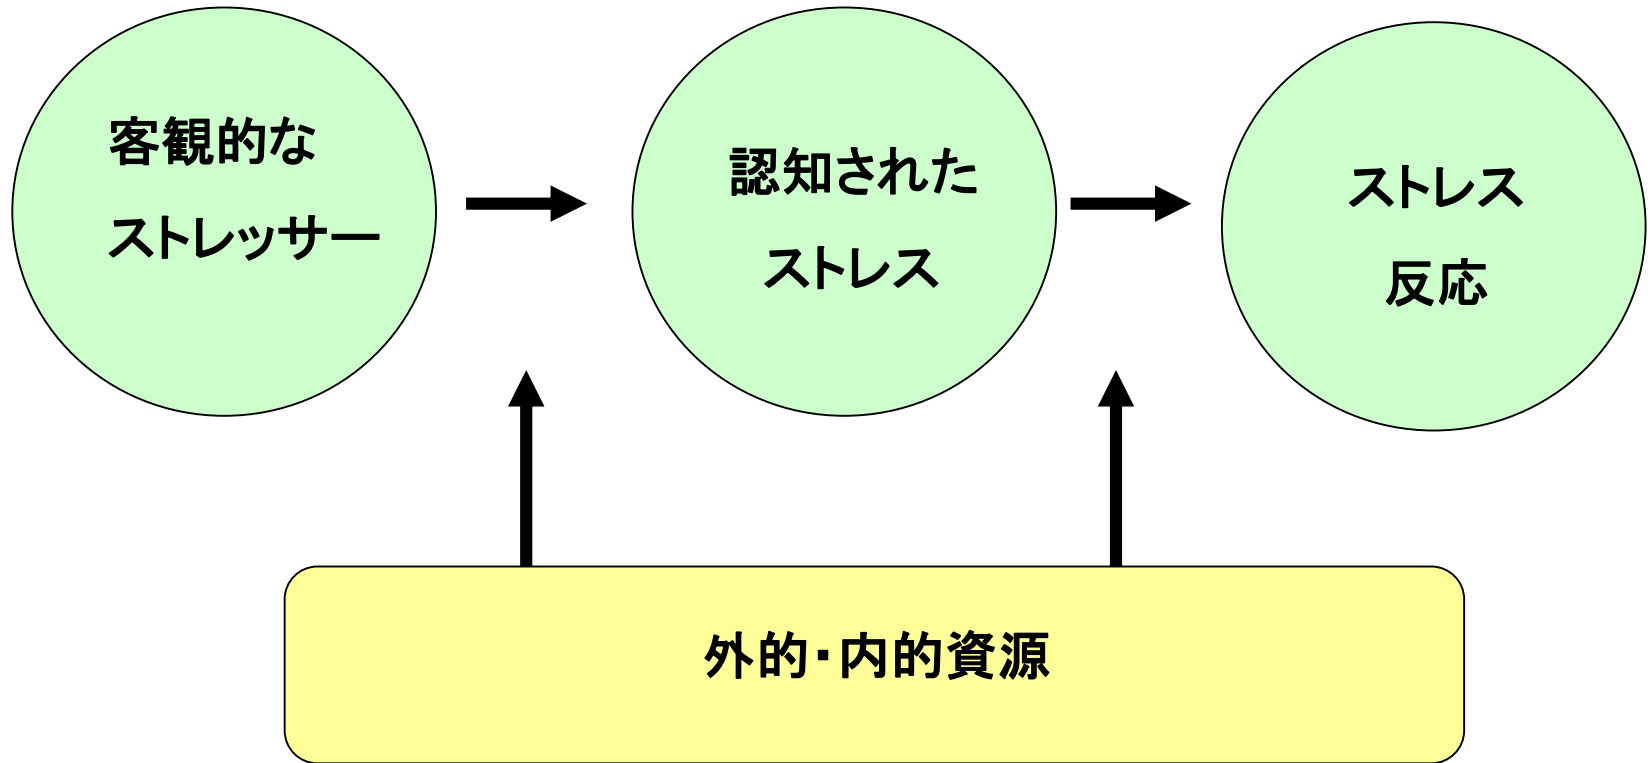 客観的な
ストレッサー
認知された
ストレス
ストレス
反応
外的・内的資源